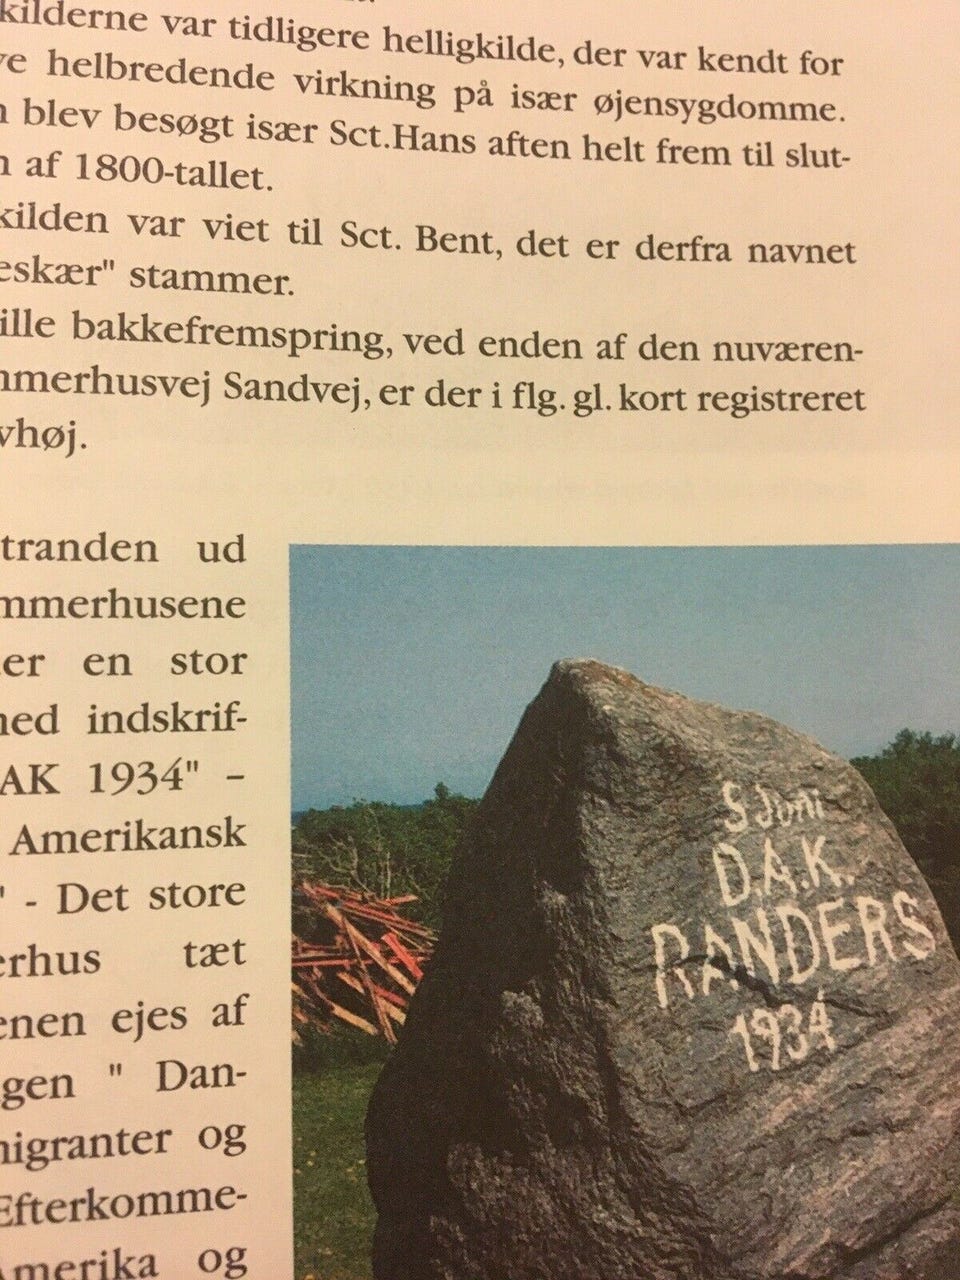 kilderne var tidligere helligkilde, der var kendt for
ve helbredende virkning på især øjensygdomme.
n blev besøgt især Sct.Hans aften helt frem til slut-
n af 1800-tallet.
kilden var viet til Sct. Bent, det er derfra navnet
eskær" stammer.
ille bakkefremspring, ved enden af den nuværen-
mmerhusvej Sandvej, er der i flg. gl. kort registreret
vhøj.
tranden ud
mmerhusene
er en stor
ned indskrif-
AK 1934" –
Amerikansk
" - Det store
erhus tæt
enen ejes af
gen " Dan-
nigranter og
Efterkomme-
Amerika og
5 Juni
D.A.K.
RANDERS
1934